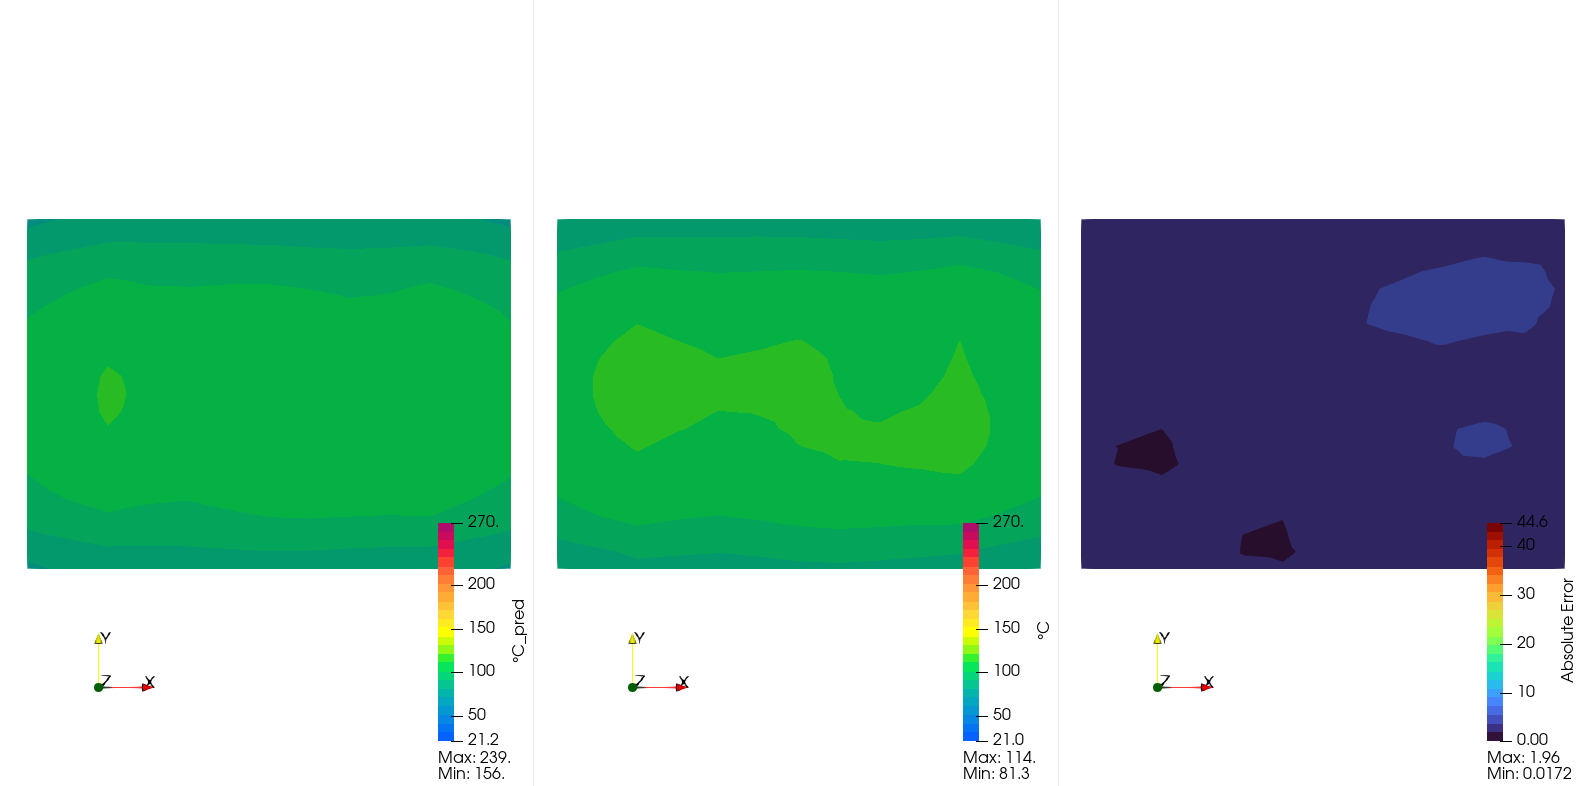 270.
200
150
100
50
21.2
°C_pred
Max: 239.
Min: 156.
Y
Z
X
270.
200
150
100
50
21.0
°C
Max: 114.
Min: 81.3
Y
Z
X
44.6
40
30
20
10
0.00
Absolute Error
Max: 1.96
Min: 0.0172
Y
Z
X